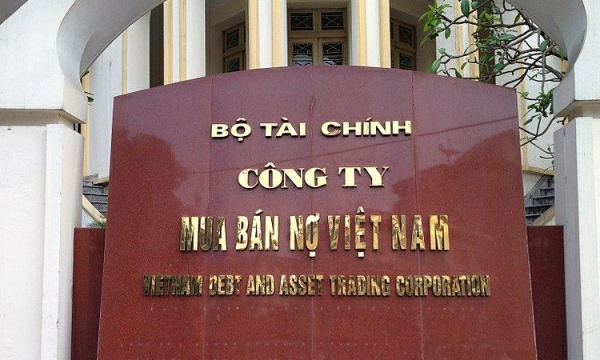 BỘ TÀI CHÍNH
CÔNG TY
MUA BÁN NỢ VIỆT NAM
VIETNAM DEBT AND ASSET TRADING CORPORATION